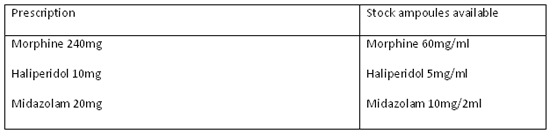 Prescription Stock ampoules available
Morphine 240mg Morphine 60mg/ml
Haliperidol 10mg Haliperidol 5mg/ml
Midazolam 20mg Midazolam 10mg/2ml